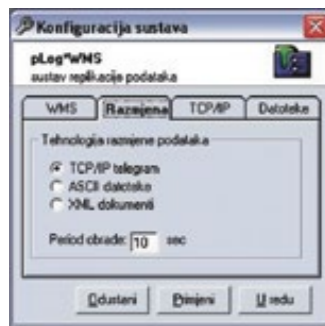 Konfiguracija sustava
pLog*WMS
sustav replikacije podataka
WMS Razmjena TCP/IP Datoteke
Tehnologija razmjene podataka
TCP/IP telegram
ASCII datoteke
XML dokumenti
Period obrade: 10 sec
Odustani Primjeni U redu